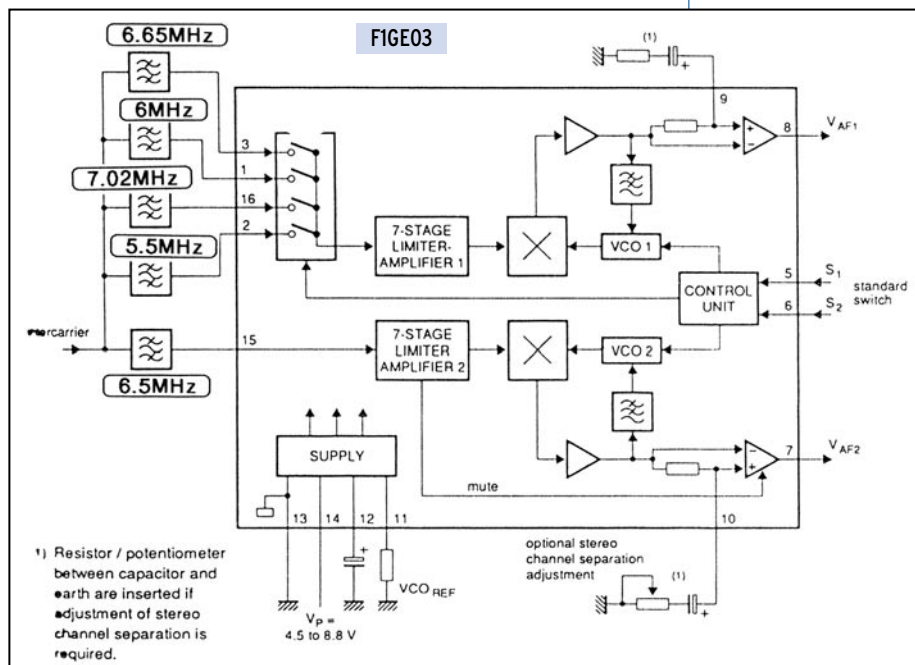 6.65MHz
F1GE03
(1)
+
6MHz
9
3
8
V AF1
+
−
7.02MHz
1
16
7-STAGE
LIMITER-
AMPLIFIER 1
VCO 1
2
5.5MHz
5
S1
CONTROL
UNIT
standard
switch
6
S2
15
7-STAGE
LIMITER
AMPLIFIER 2
VCO 2
6.5MHz
SUPPLY
−
+
7
V AF2
mute
13
14
12
11
10
+
VCO REF
optional stereo
channel separation
adjustment
(1)
+
VP =
4.5 to 8.8 V
1) Resistor / potentiometer
between capacitor and
earth are inserted if
adjustment of stereo
channel separation is
required.